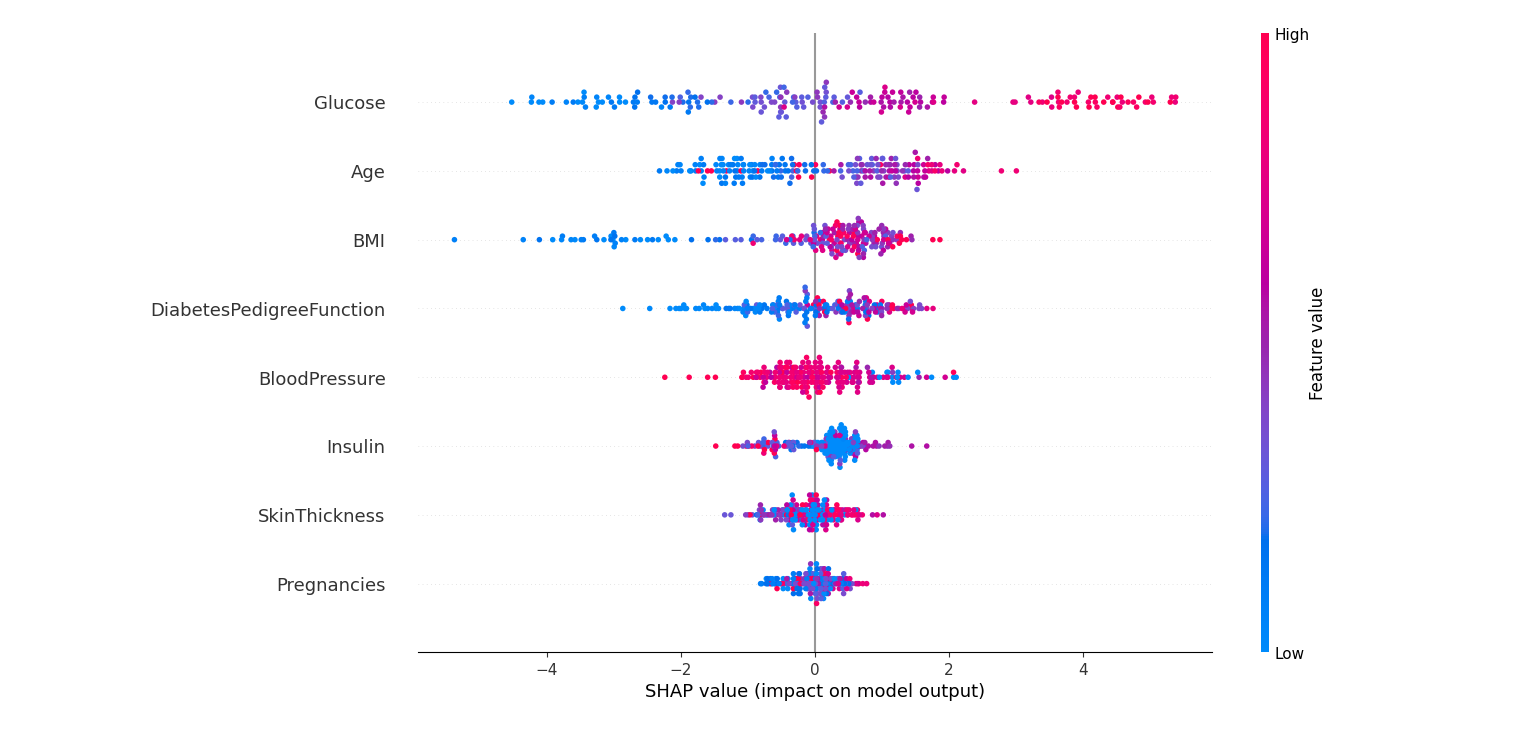 High
Glucose
Age
BMI
DiabetesPedigreeFunction
BloodPressure
Insulin
SkinThickness
Pregnancies
Feature value
Low
−4
−2
0
2
4
SHAP value (impact on model output)